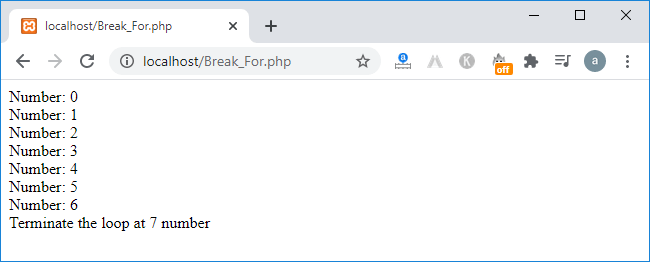 localhost/Break_For.php
localhost/Break_For.php
a
K
off
a
Number: 0
Number: 1
Number: 2
Number: 3
Number: 4
Number: 5
Number: 6
Terminate the loop at 7 number